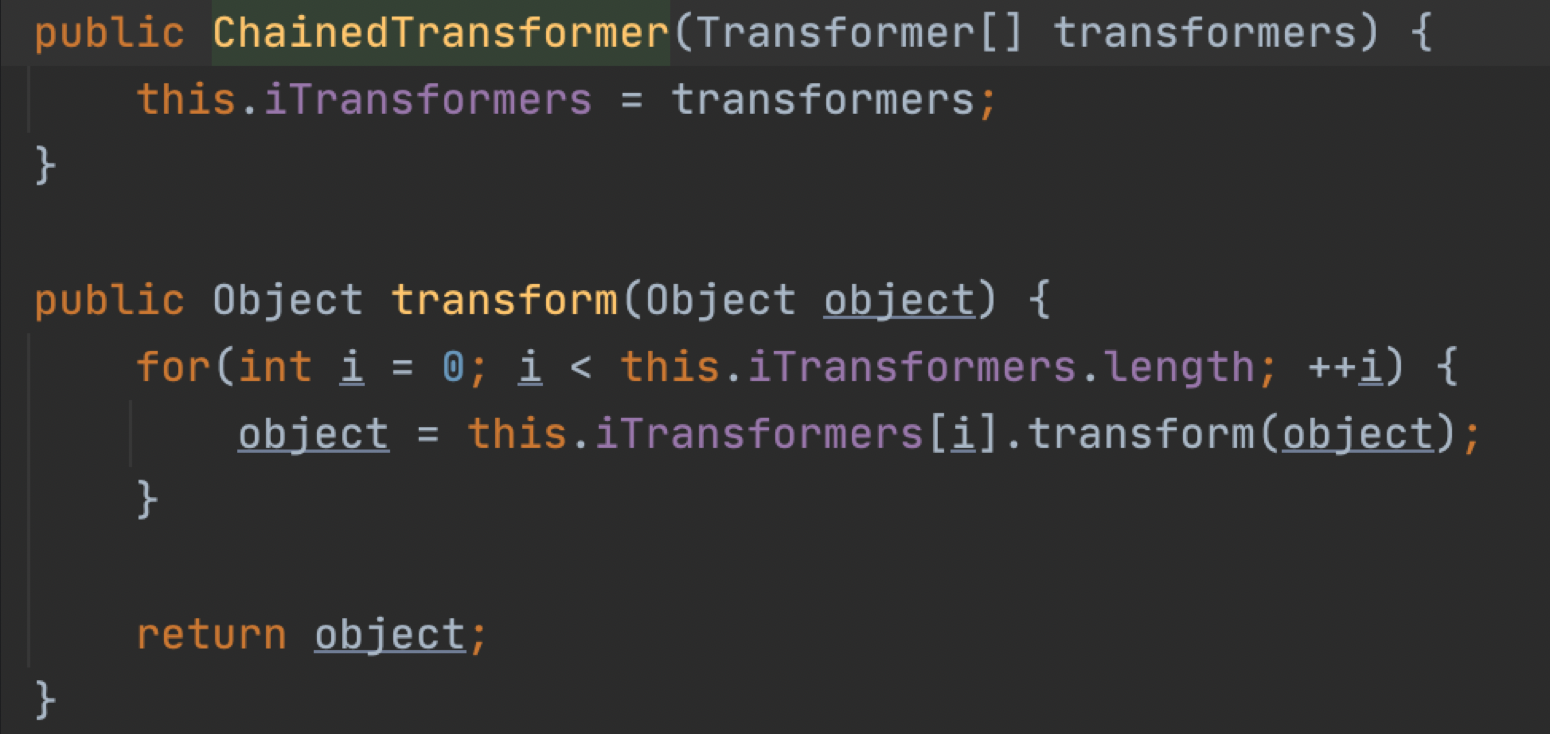 public ChainedTransformer(Transformer[] transformers) {
    this.iTransformers = transformers;
}
public Object transform(Object object) {
    for(int i = 0; i < this.iTransformers.length; ++i) {
        object = this.iTransformers[i].transform(object);
    }
    return object;
}